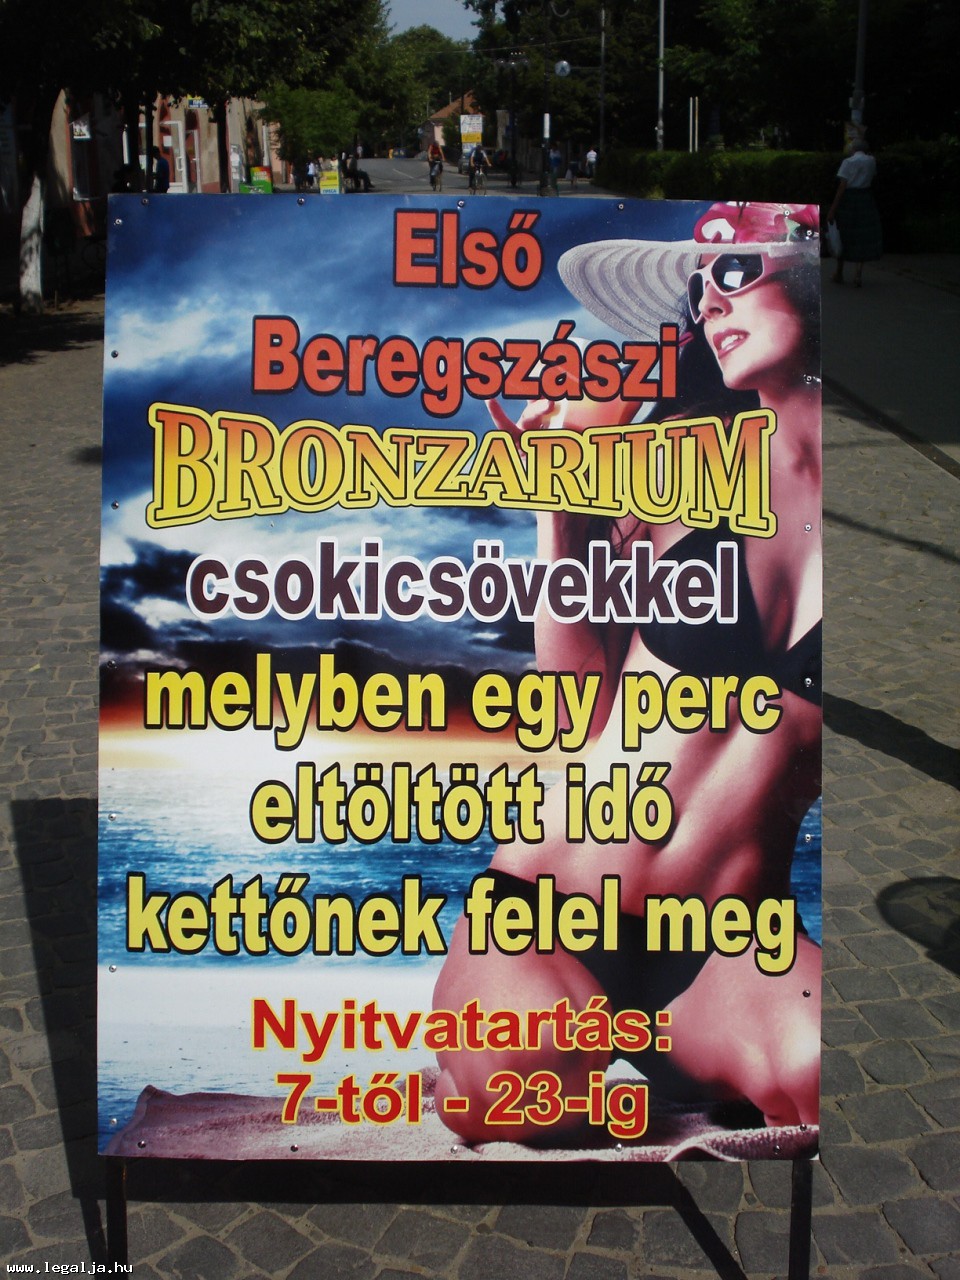 Első
Beregszászi
BRONZARIUM
csokicsövekkel
melyben egy perc
eltöltött idő
kettőnek felel meg
Nyitvatartás:
7-től - 23-ig
www.legalja.hu